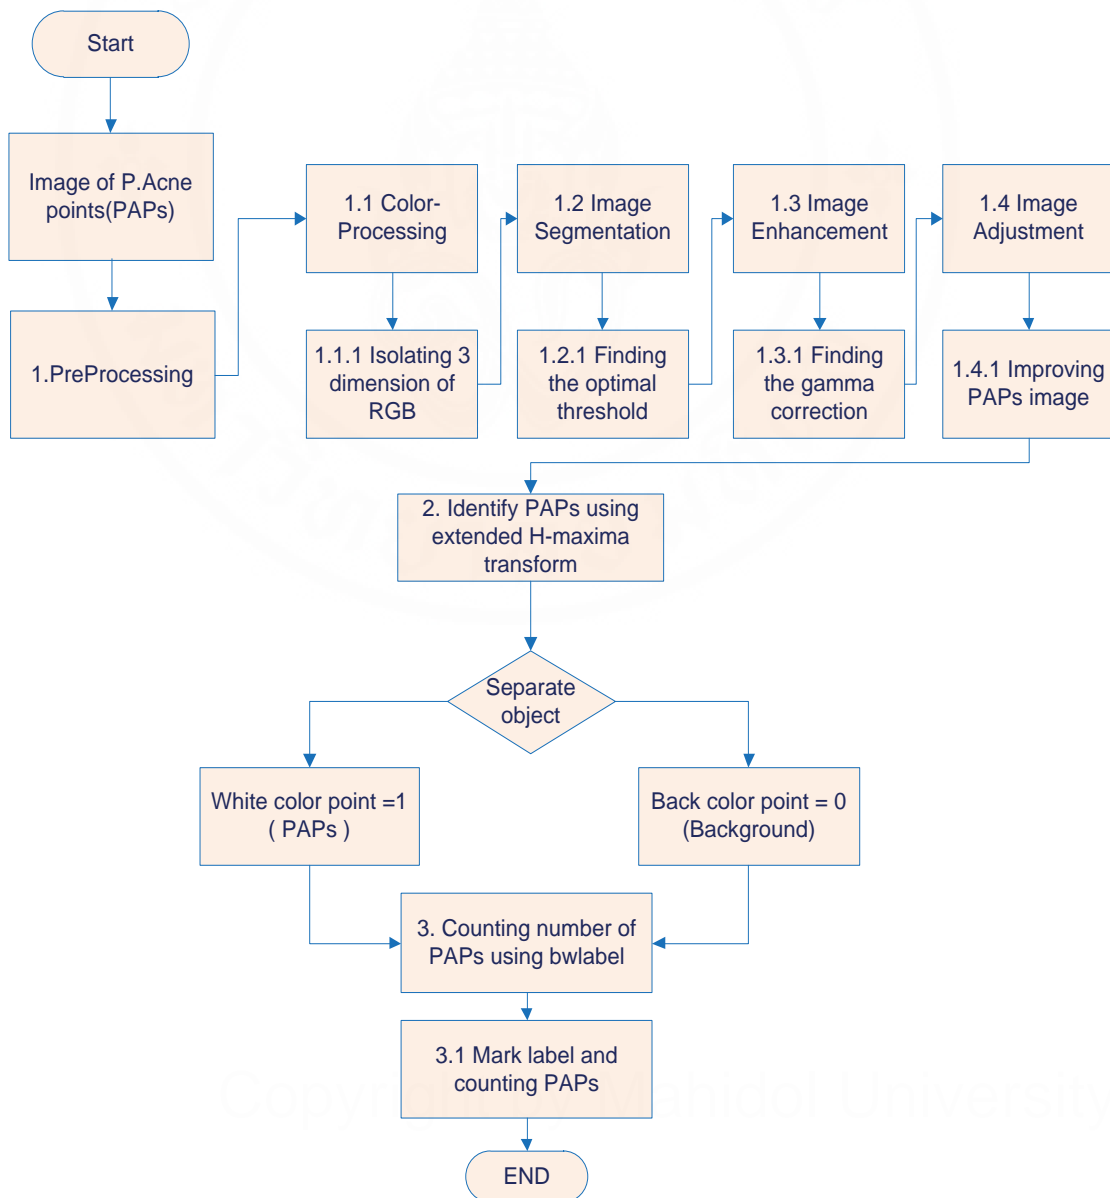 Start
Image of P.Acne
points(PAPs)
1.PreProcessing
1.1 Color-
Processing
1.1.1 Isolating 3
dimension of
RGB
1.2 Image
Segmentation
1.2.1 Finding
the optimal
threshold
1.3 Image
Enhancement
1.3.1 Finding
the gamma
correction
1.4 Image
Adjustment
1.4.1 Improving
PAPs image
2. Identify PAPs using
extended H-maxima
transform
Separate
object
White color point =1
( PAPs )
Back color point = 0
(Background)
3. Counting number of
PAPs using bwlabel
3.1 Mark label and
counting PAPs
Copyright by Mahidol University
END